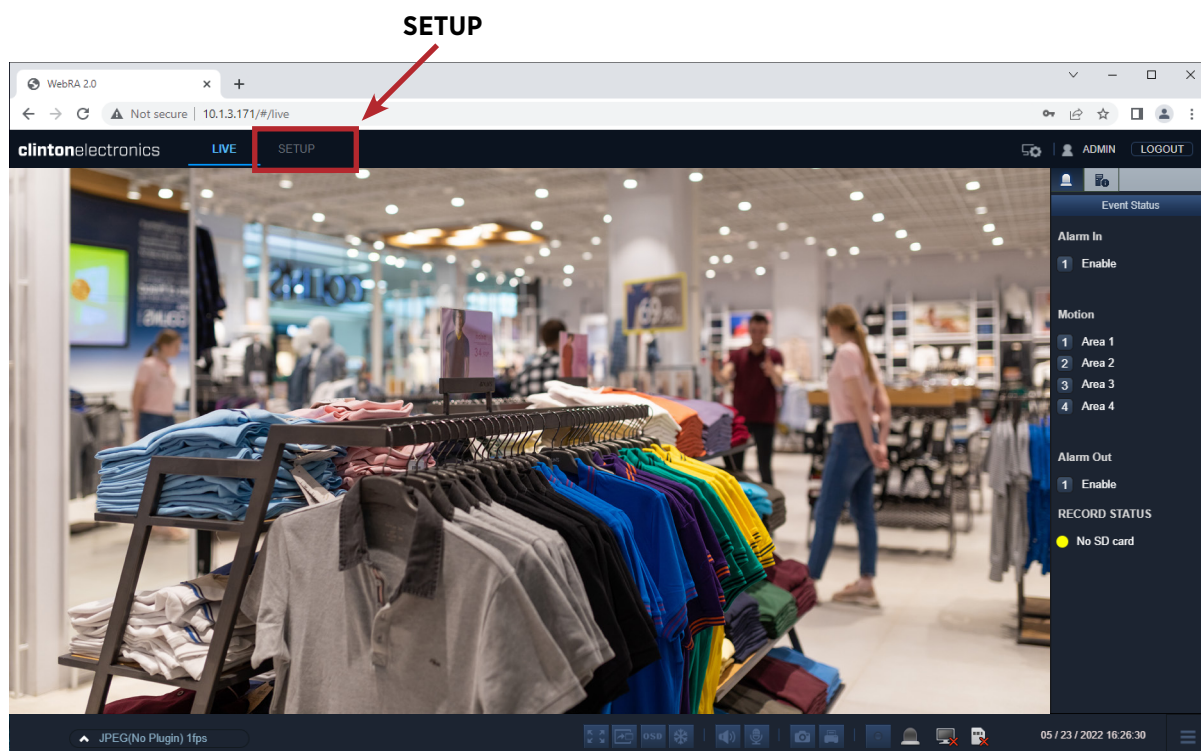 SETUP
WebRA 2.0
Not secure | 10.1.3.171/#/live
clintonelectronics LIVE SETUP ADMIN LOGOUT
Event Status
Alarm In
1 Enable
Motion
1 Area 1
2 Area 2
3 Area 3
4 Area 4
Alarm Out
1 Enable
RECORD STATUS
No SD card
69
JPEG(No Plugin) 1fps
OSD
05 / 23 / 2022 16:26:30